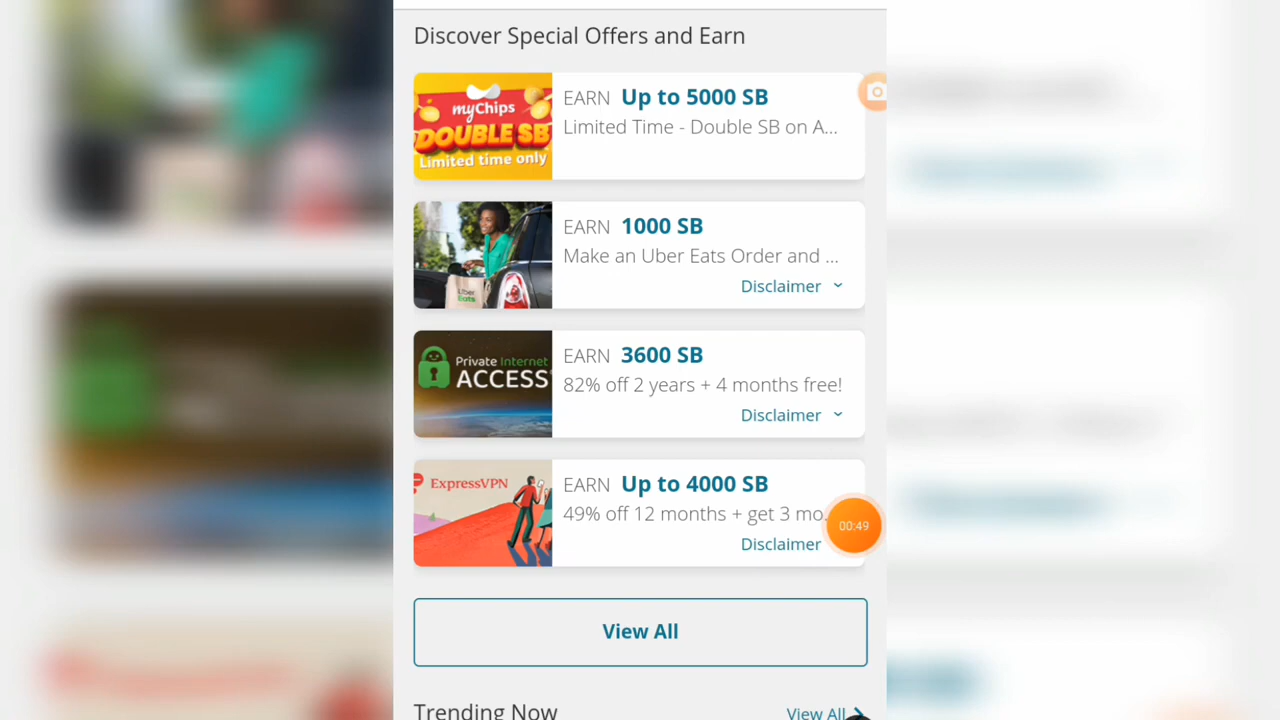 Discover Special Offers and Earn
myChips
DOUBLE SB
Limited time only
EARN Up to 5000 SB
Limited Time - Double SB on A...
Uber
Eats
EARN 1000 SB
Make an Uber Eats Order and ...
Disclaimer
Private Internet
ACCESS
EARN 3600 SB
82% off 2 years + 4 months free!
Disclaimer
ExpressVPN
EARN Up to 4000 SB
49% off 12 months + get 3 mo
00:49
Disclaimer
View All
Trending Now
View All